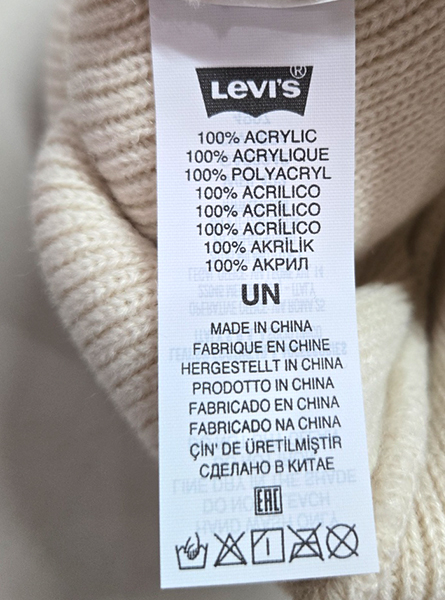 LEVI'S®
100% ACRYLIC
100% ACRYLIQUE
100% POLYACRYL
100% ACRILICO
100% ACRÍLICO
100% ACRÍLICO
100% AKRİLİK
100% АКРИЛ
UN
MADE IN CHINA
FABRIQUE EN CHINE
HERGESTELLT IN CHINA
PRODOTTO IN CHINA
FABRICADO EN CHINA
FABRICADO NA CHINA
ÇİN' DE ÜRETİLMİŞTİR
СДЕЛАНО В КИТАЕ
EAC